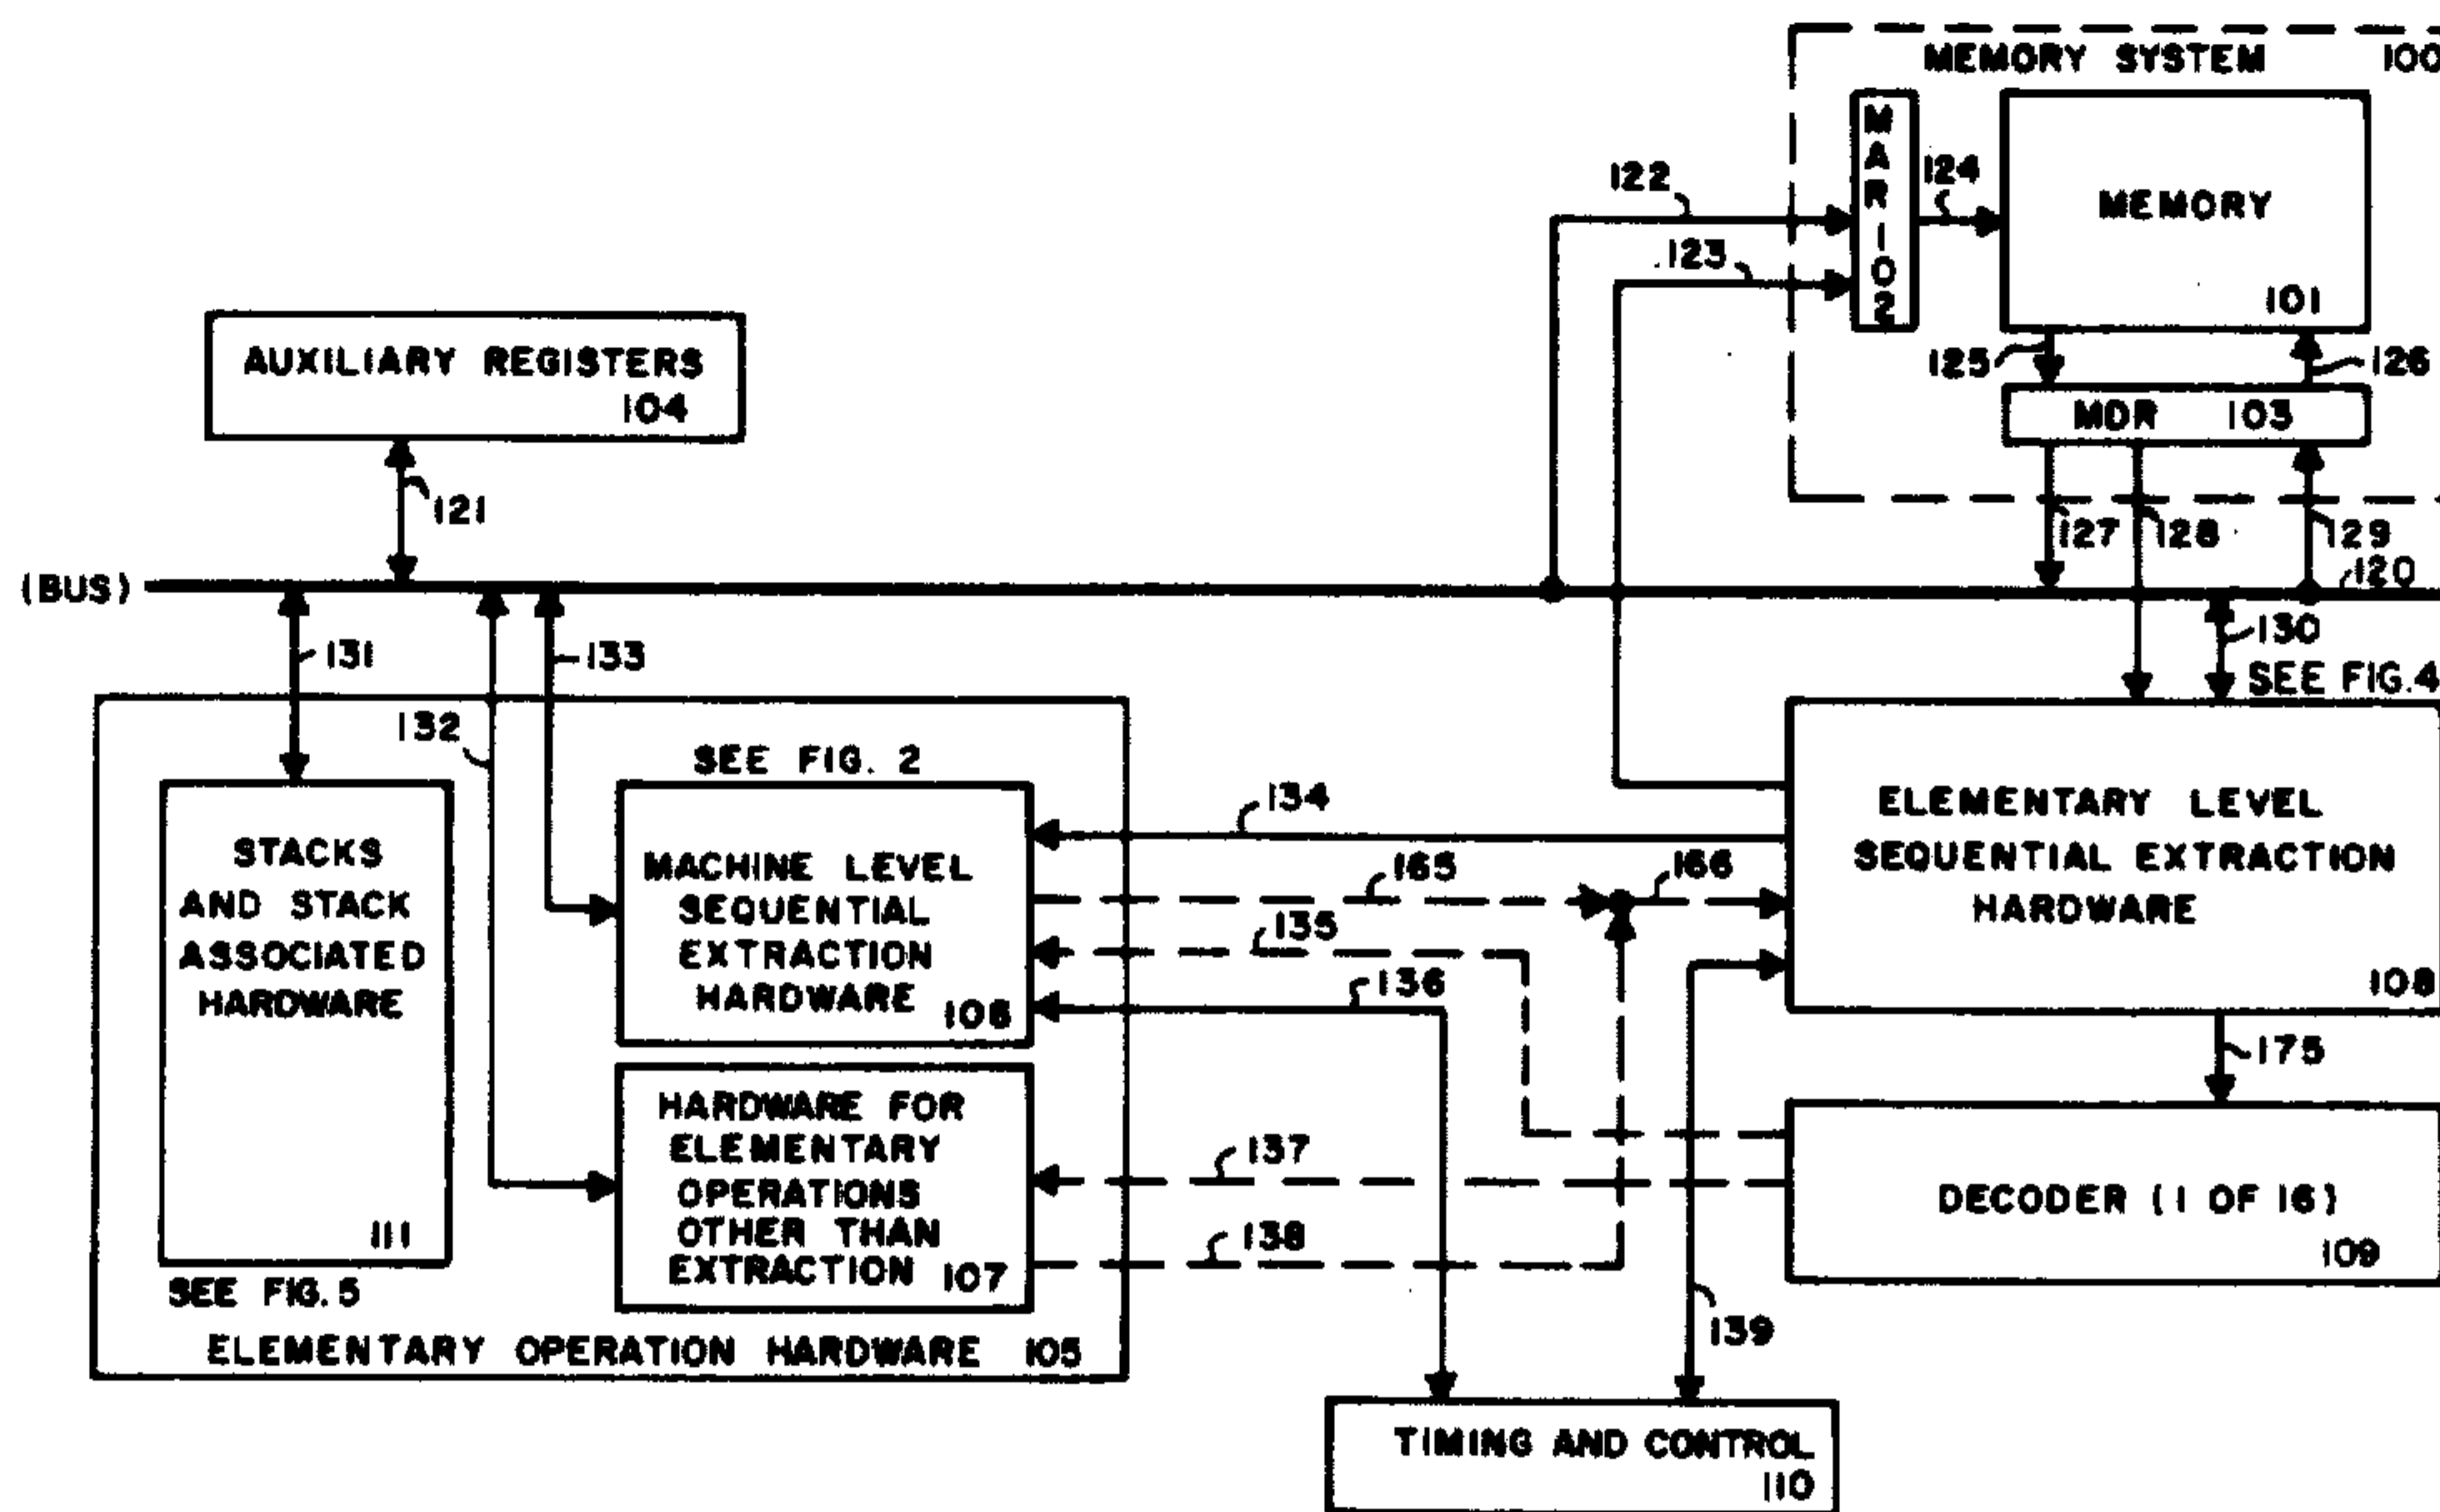 MEMORY SYSTEM 100
MAR 102
124
MEMORY
101
122
123
125
126
MDR 103
AUXILIARY REGISTERS
104
121
127
128
129
(BUS)
120
131
133
130
SEE FIG.4
132
SEE FIG. 2
134
STACKS
AND STACK
ASSOCIATED
HARDWARE
111
SEE FIG. 5
MACHINE LEVEL
SEQUENTIAL
EXTRACTION
HARDWARE
106
165
166
135
136
ELEMENTARY LEVEL
SEQUENTIAL EXTRACTION
HARDWARE
108
175
HARDWARE FOR
ELEMENTARY
OPERATIONS
OTHER THAN
EXTRACTION 107
137
138
DECODER (1 OF 16)
109
139
ELEMENTARY OPERATION HARDWARE 105
TIMING AND CONTROL
110